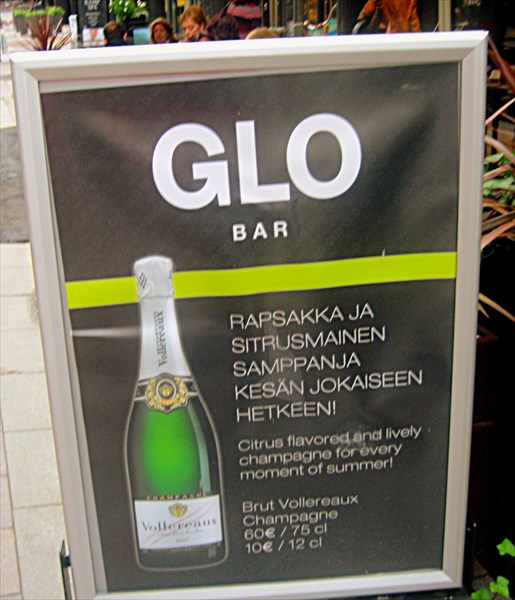 GLO
BAR
RAPSAKKA JA
SITRUSMAINEN
SAMPPANJA
KESÄN JOKAISEEN
HETKEEN!
Citrus flavored and lively
champagne for every
moment of summer!
Brut Vollereaux
Champagne
60€ / 75 cl
10€ / 12 cl
Vollereaux
CHAMPAGNE
Vollereaux